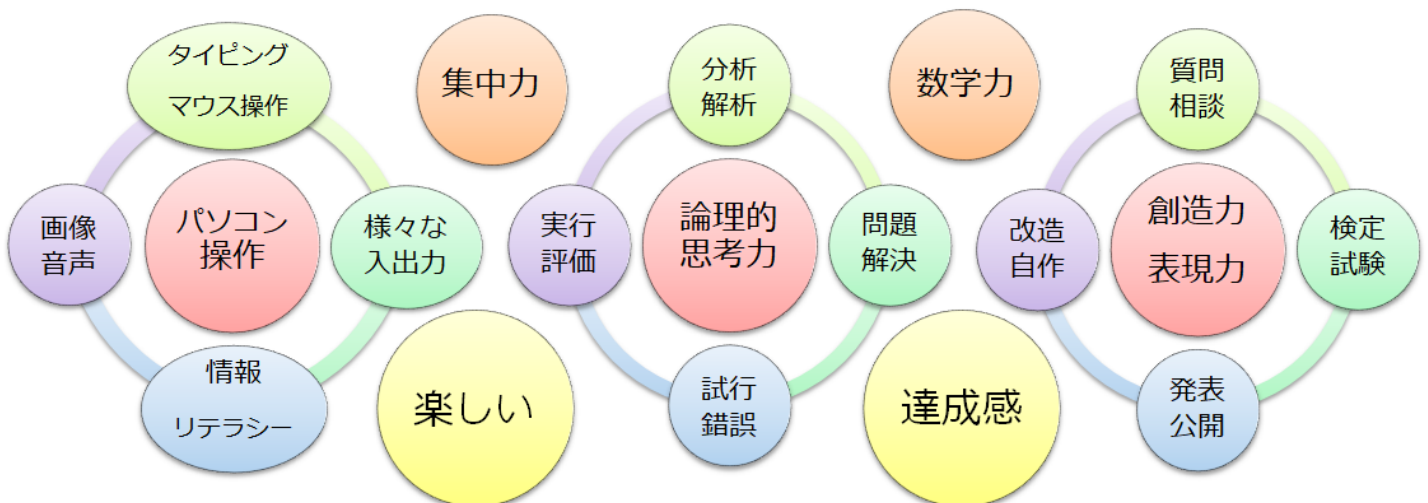 タイピング
マウス操作
画像
音声
パソコン
操作
様々な
入出力
情報
リテラシー
集中力
楽しい
分析
解析
実行
評価
論理的
思考力
問題
解決
試行
錯誤
数学力
達成感
質問
相談
改造
自作
創造力
表現力
検定
試験
発表
公開